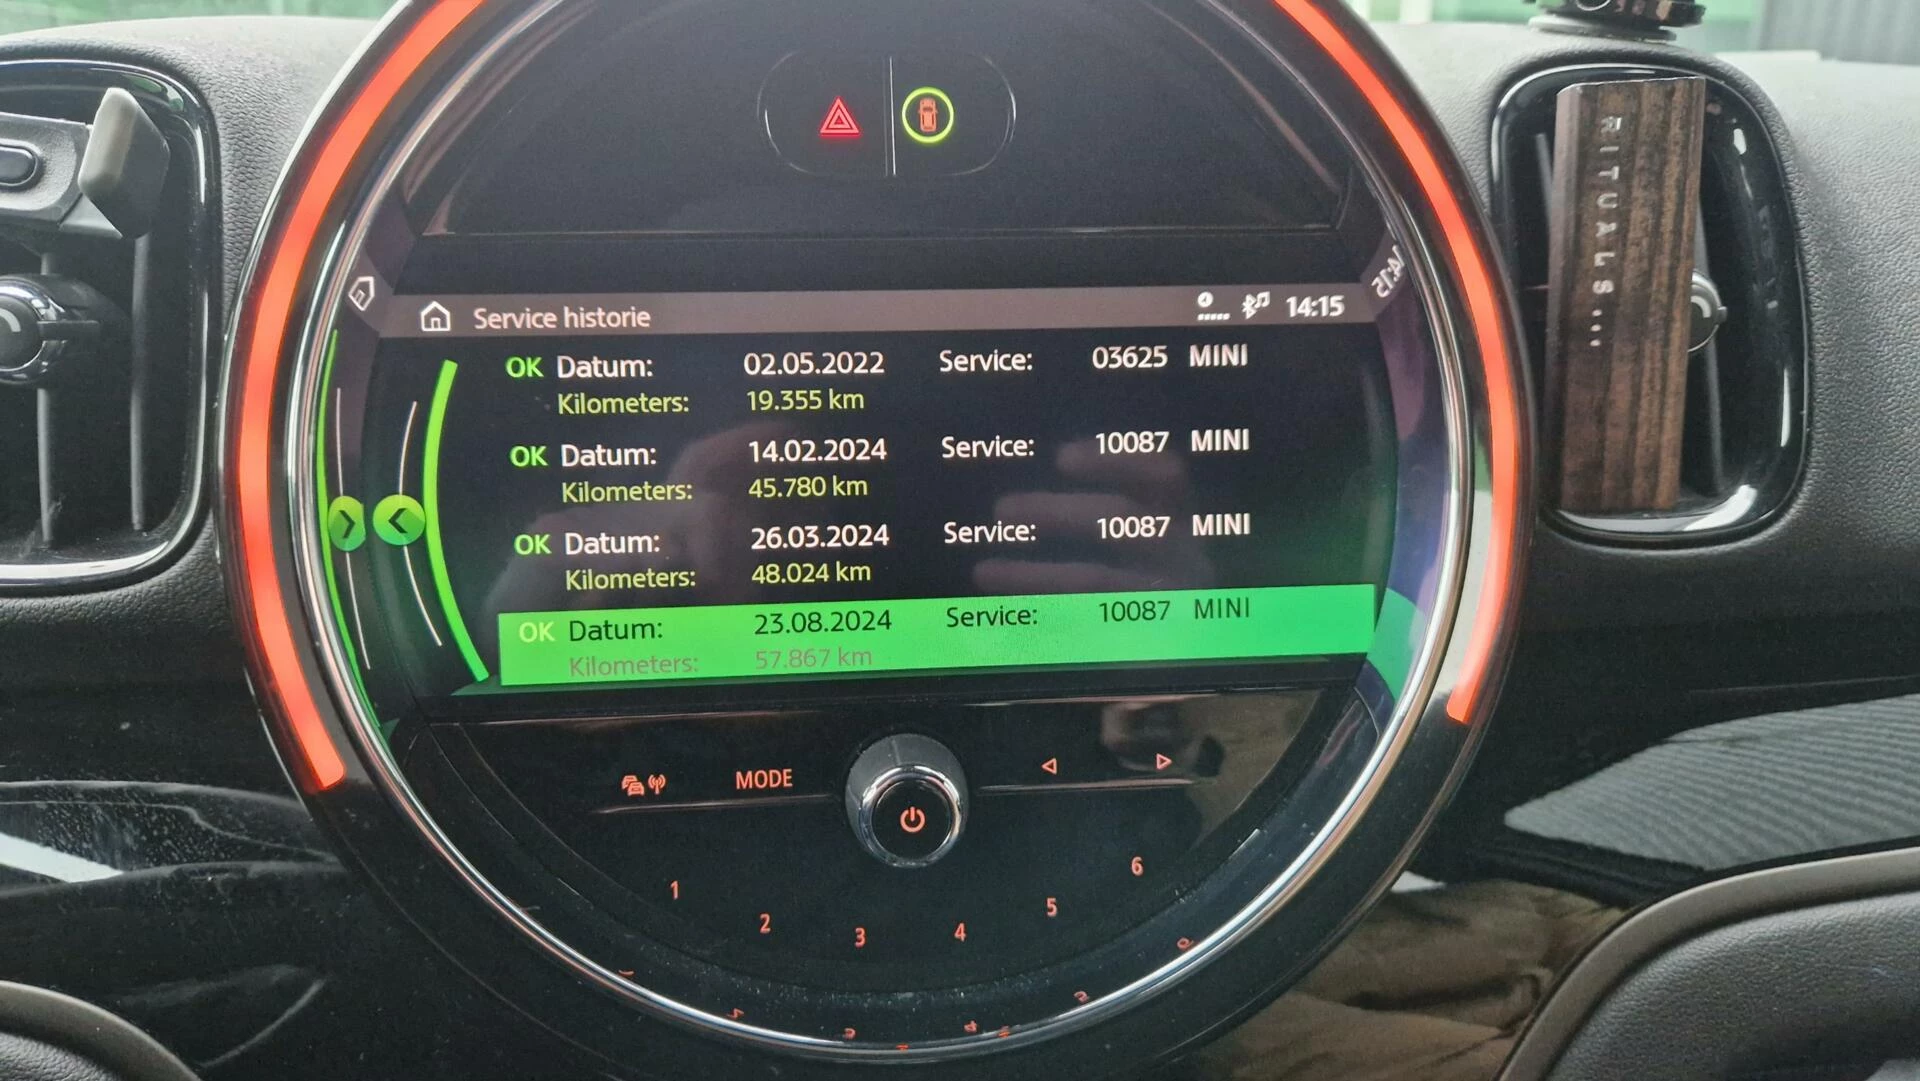 Service historie 14:15
OK Datum: 02.05.2022 Service: 03625 MINI
Kilometers: 19.355 km
OK Datum: 14.02.2024 Service: 10087 MINI
Kilometers: 45.780 km
OK Datum: 26.03.2024 Service: 10087 MINI
Kilometers: 48.024 km
OK Datum: 23.08.2024 Service: 10087 MINI
Kilometers: 57.867 km
MODE
1 2 3 4 5 6
RITUALS...